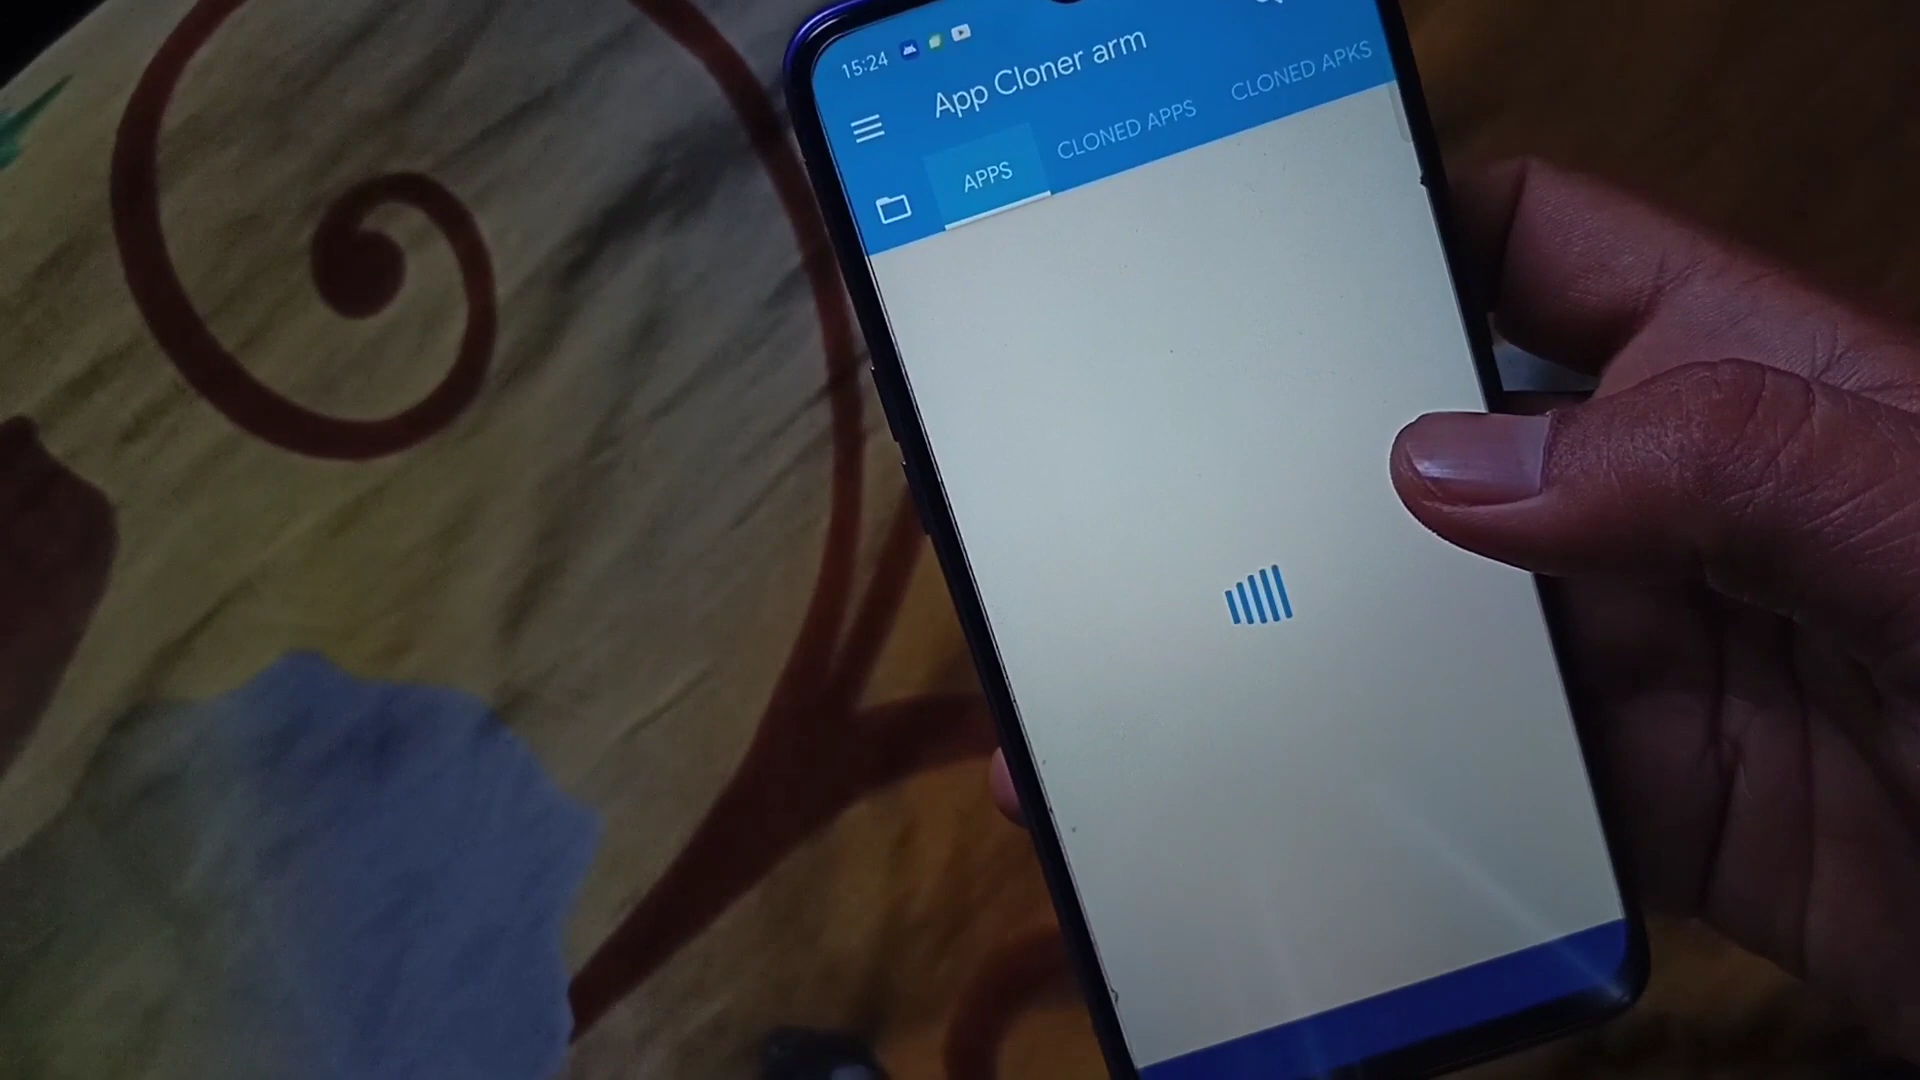 15:24
App Cloner arm
APPS
CLONED APPS
CLONED APKS